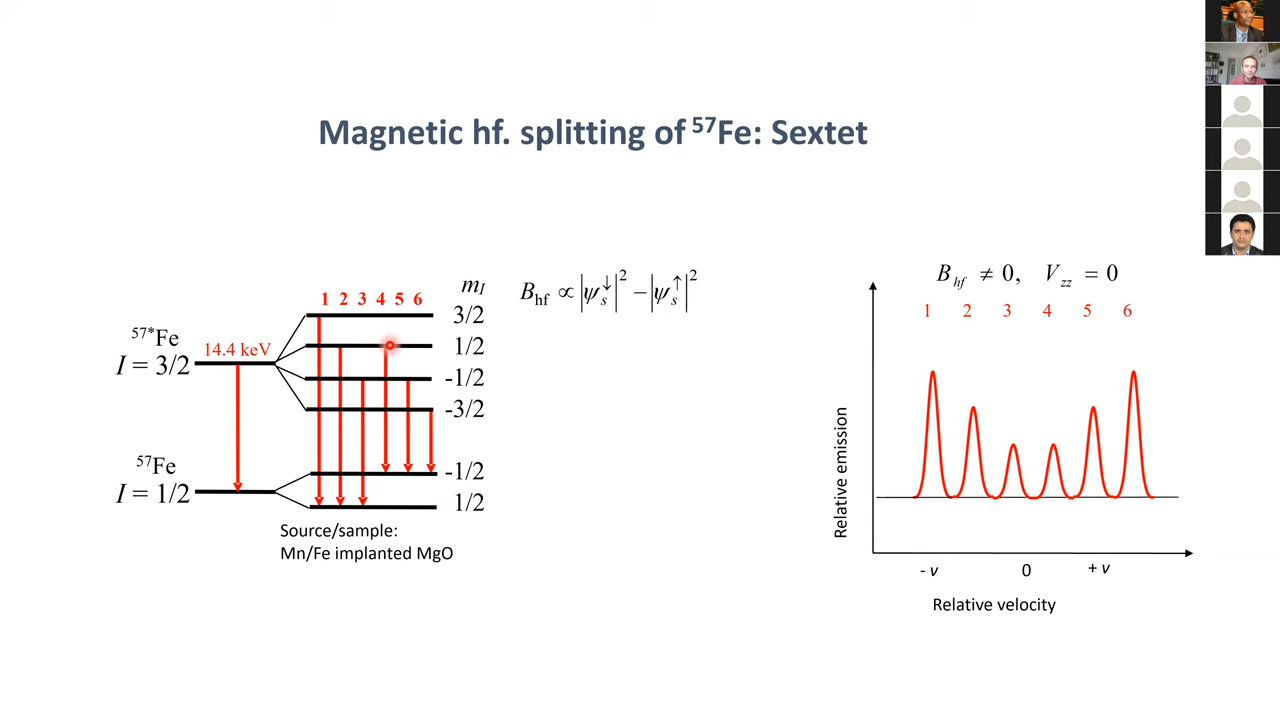 Magnetic hf. splitting of ⁵⁷Fe: Sextet
1 2 3 4 5 6
m_I
3/2
1/2
-1/2
-3/2
-1/2
1/2
⁵⁷*Fe
I = 3/2
14.4 keV
⁵⁷Fe
I = 1/2
Source/sample:
Mn/Fe implanted MgO
B_hf ∝ |ψ_s^↓|² − |ψ_s^↑|²
B_hf ≠ 0, V_zz = 0
1 2 3 4 5 6
Relative emission
- v 0 + v
Relative velocity